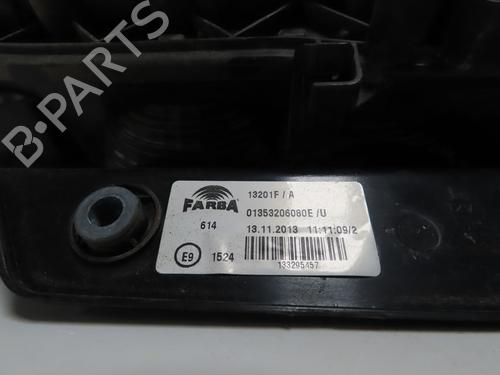 B-PARTS
FARBA
13201F / A
01353206080E /U
614
13.11.2013 11:11:09/2
E9 1524
133295457